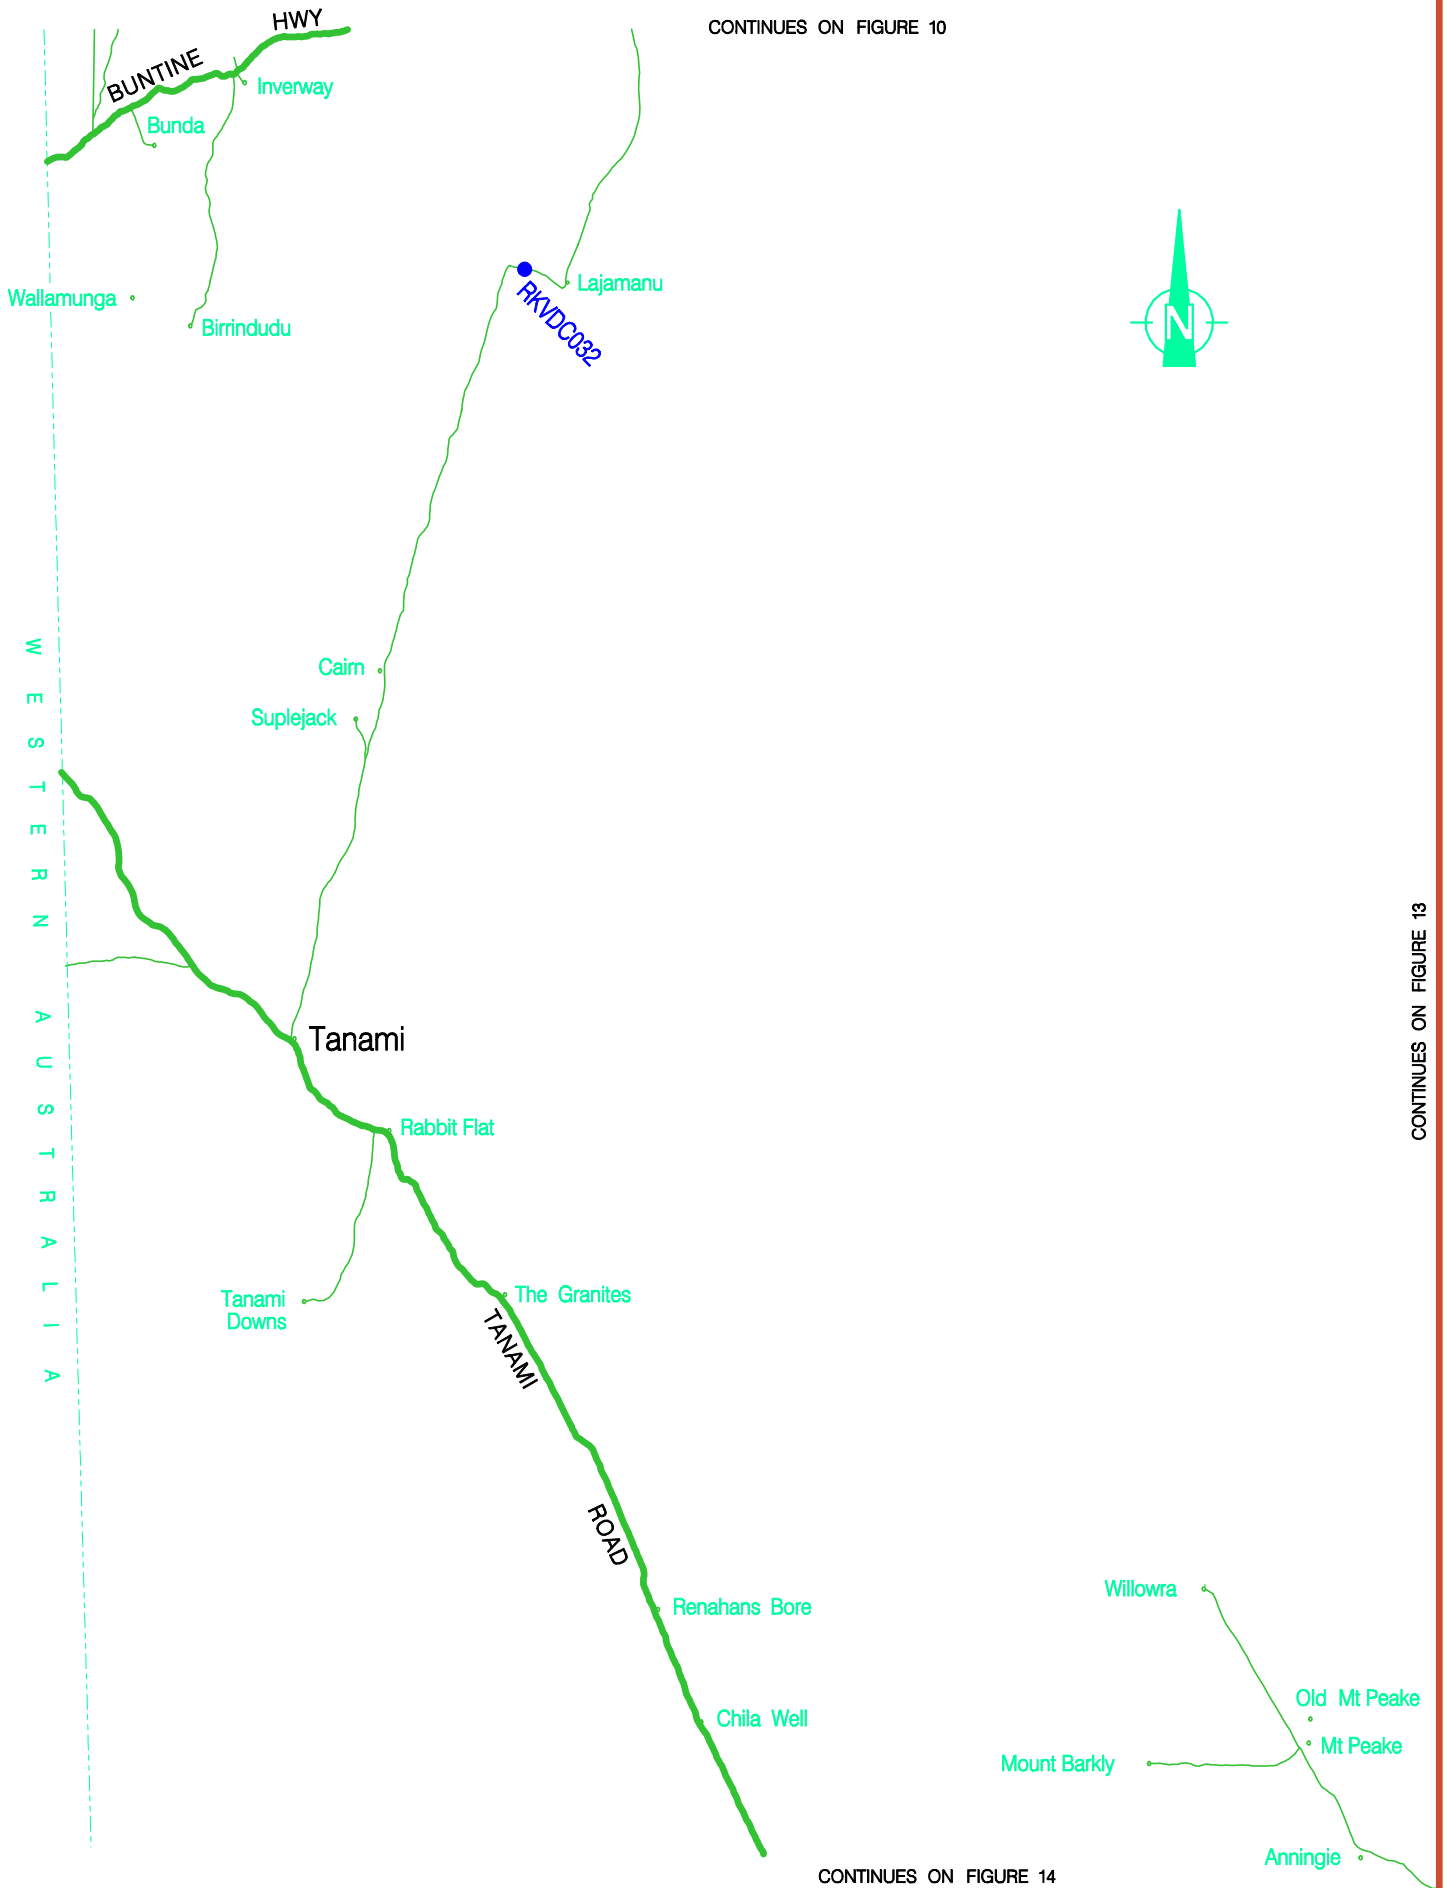 HWY
CONTINUES ON FIGURE 10
BUNTINE
Inverway
Bunda
Lajamanu
Wallamunga
Birrindudu
RKVDC032
N
Cairn
Suplejack
WESTERN AUSTRALIA
CONTINUES ON FIGURE 13
Tanami
Rabbit Flat
The Granites
Tanami
Downs
TANAMI
ROAD
Willowra
Renahans Bore
Old Mt Peake
Chila Well
Mt Peake
Mount Barkly
Anningie
CONTINUES ON FIGURE 14